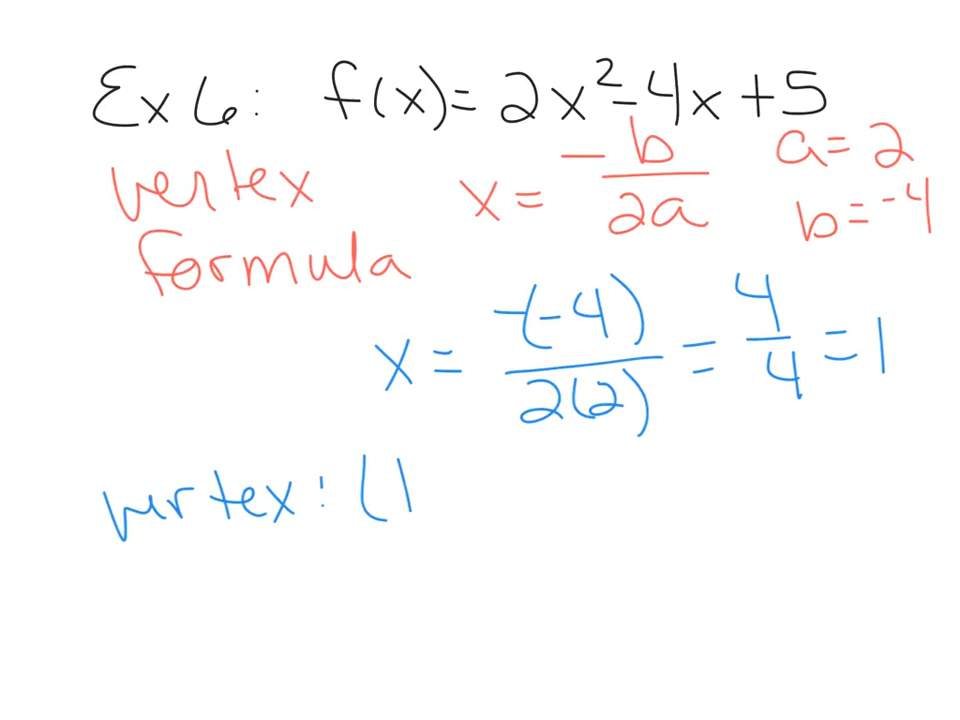 Ex 6: f(x) = 2x² - 4x + 5
vertex formula x = -b/2a a = 2 b = -4
x = -(-4)/2(2) = 4/4 = 1
vertex: (1